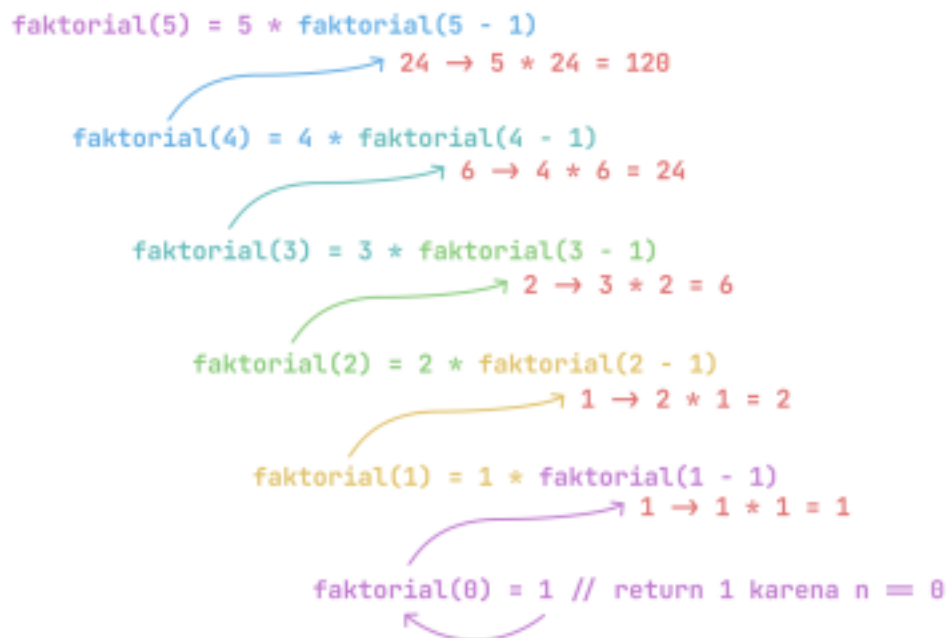 faktorial(5) = 5 * faktorial(5 - 1)
24 → 5 * 24 = 120
faktorial(4) = 4 * faktorial(4 - 1)
6 → 4 * 6 = 24
faktorial(3) = 3 * faktorial(3 - 1)
2 → 3 * 2 = 6
faktorial(2) = 2 * faktorial(2 - 1)
1 → 2 * 1 = 2
faktorial(1) = 1 * faktorial(1 - 1)
1 → 1 * 1 = 1
faktorial(0) = 1 // return 1 karena n == 0